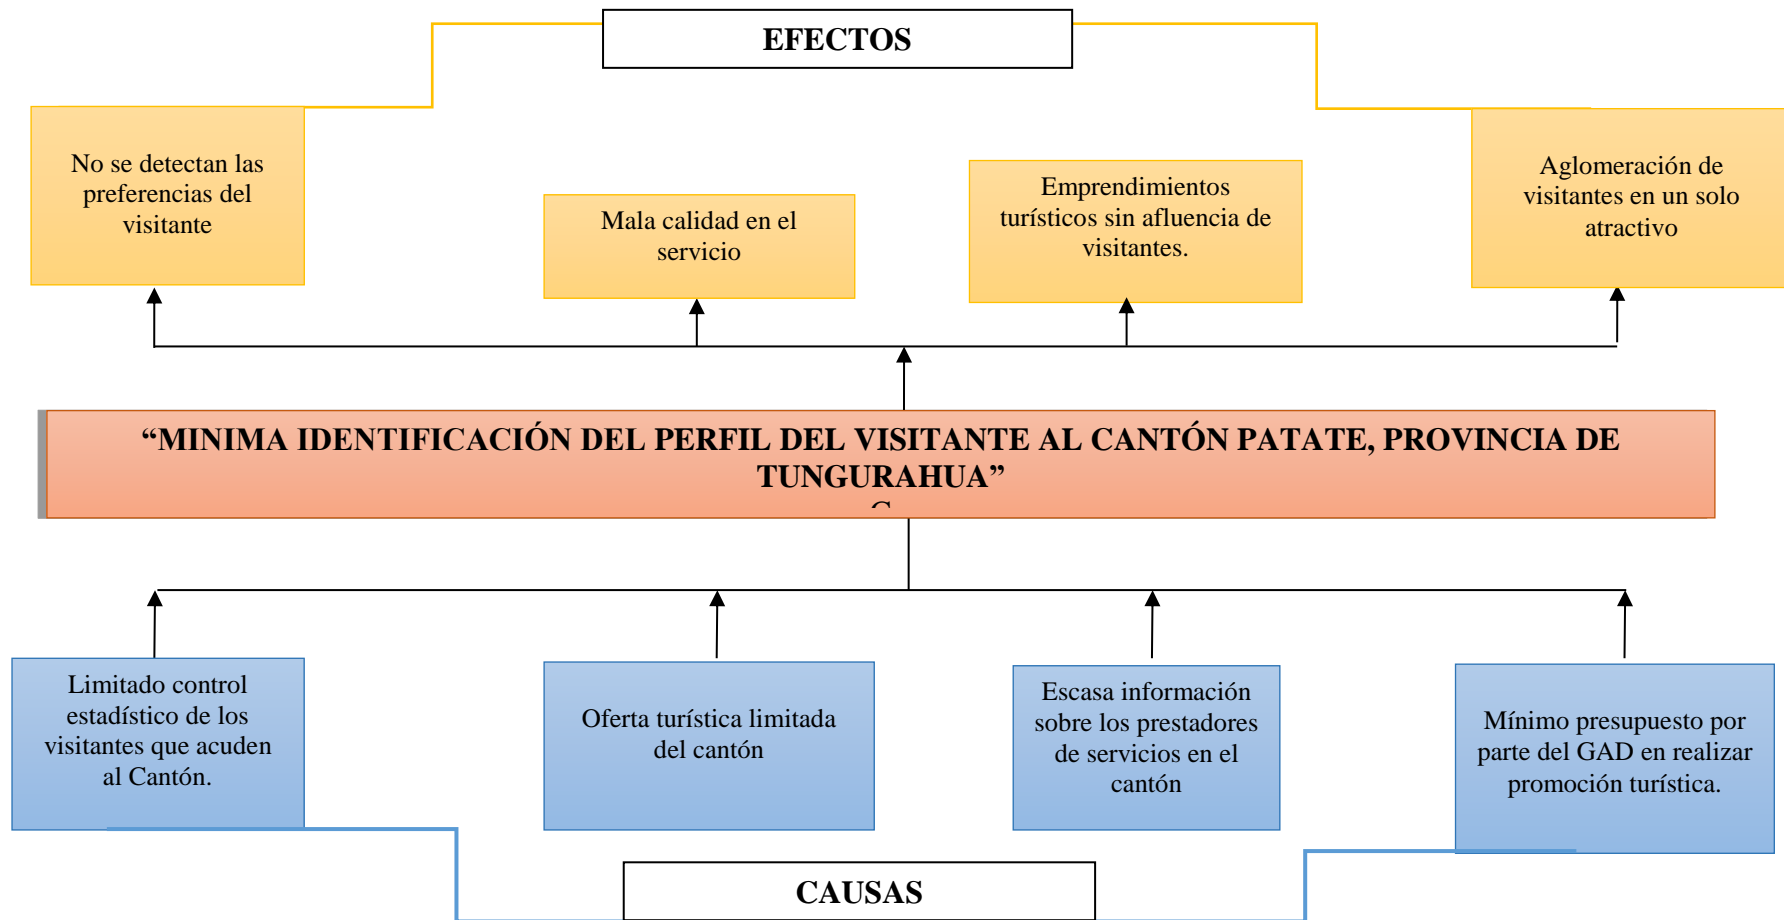 EFECTOS
No se detectan las
preferencias del
visitante
Mala calidad en el
servicio
Emprendimientos
turísticos sin afluencia de
visitantes.
Aglomeración de
visitantes en un solo
atractivo
“MINIMA IDENTIFICACIÓN DEL PERFIL DEL VISITANTE AL CANTÓN PATATE, PROVINCIA DE
TUNGURAHUA”
Limitado control
estadístico de los
visitantes que acuden
al Cantón.
Oferta turística limitada
del cantón
Escasa información
sobre los prestadores
de servicios en el
cantón
Mínimo presupuesto por
parte del GAD en realizar
promoción turística.
CAUSAS